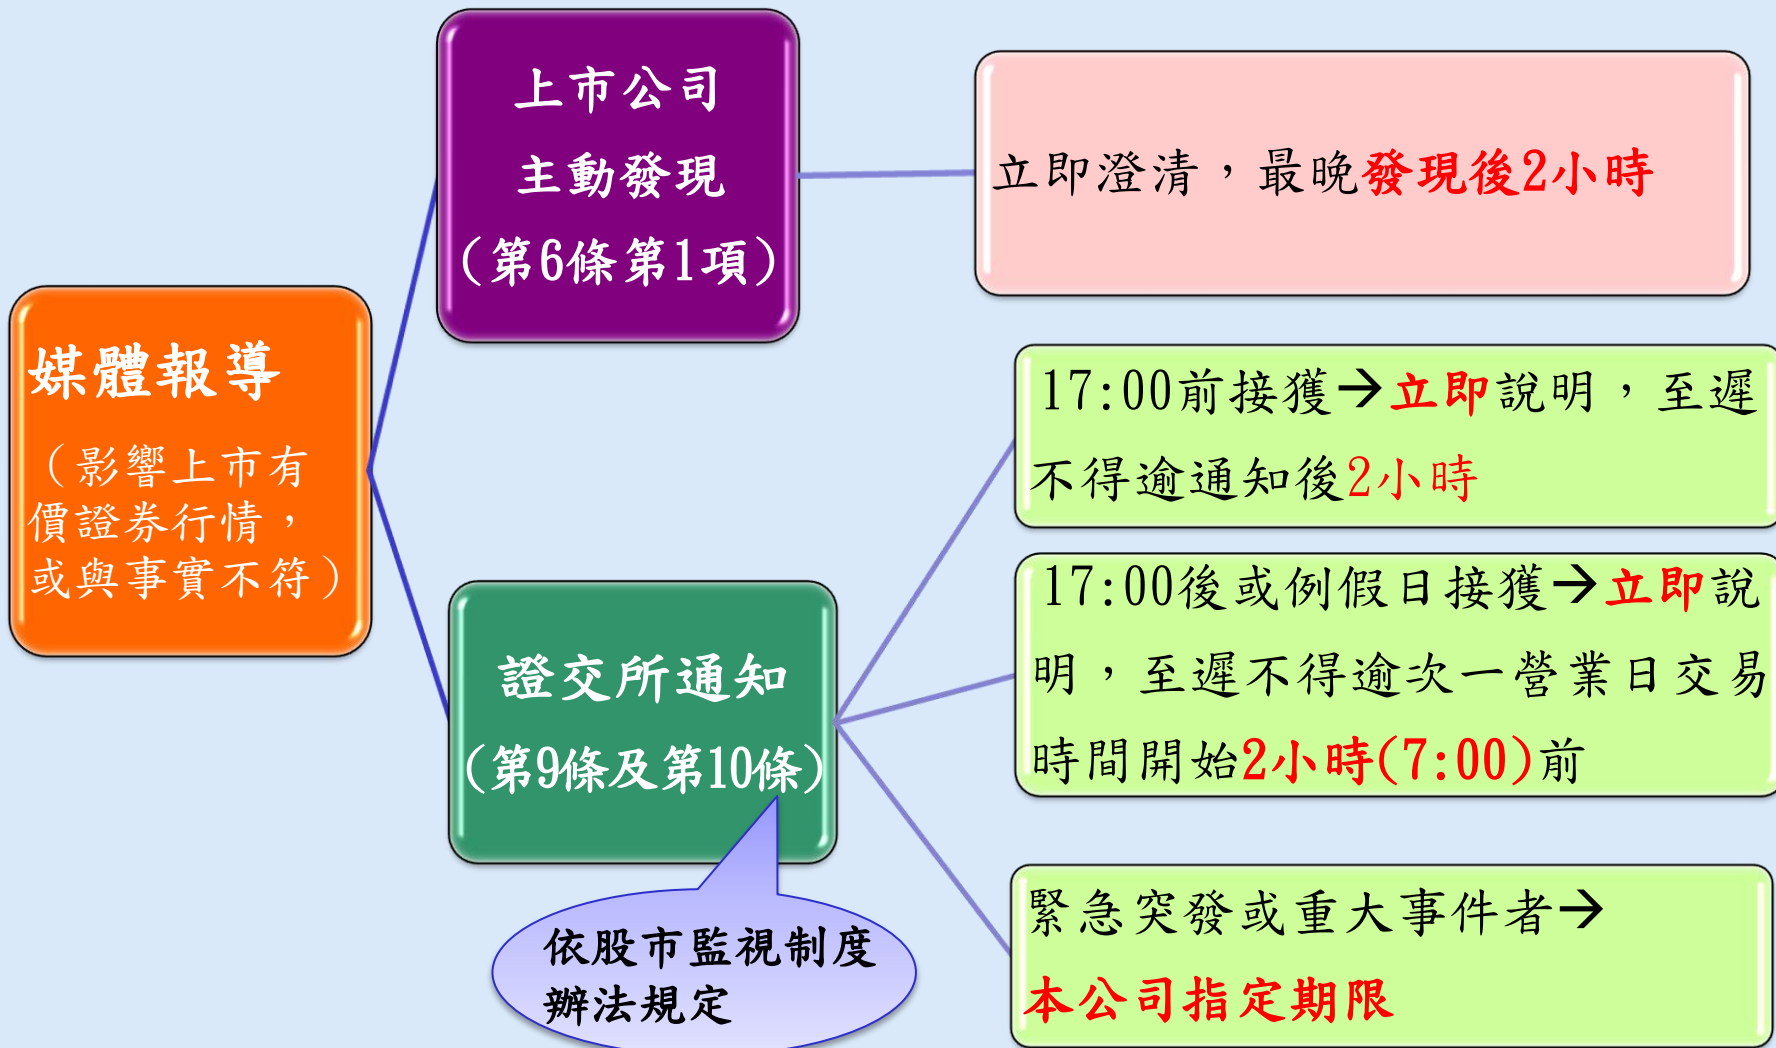 媒體報導
（影響上市有
價證券行情，
或與事實不符）
上市公司
主動發現
（第6條第1項）
立即澄清，最晚發現後2小時
證交所通知
(第9條及第10條)
依股市監視制度
辦法規定
17:00前接獲→立即說明，至遲
不得逾通知後2小時
17:00後或例假日接獲→立即說
明，至遲不得逾次一營業日交易
時間開始2小時(7:00)前
緊急突發或重大事件者→
本公司指定期限